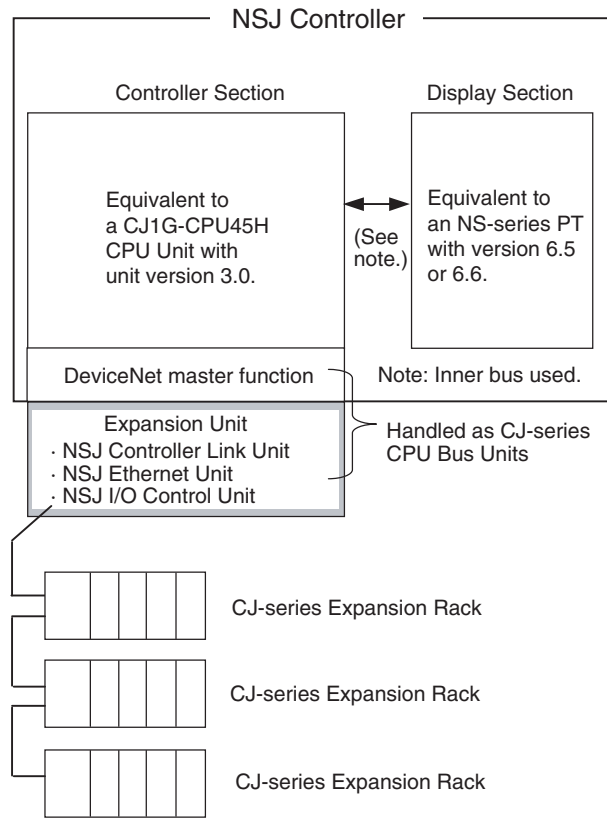 NSJ Controller
Controller Section
Display Section
Equivalent to
a CJ1G-CPU45H
CPU Unit with
unit version 3.0.
(See
note.)
Equivalent to
an NS-series PT
with version 6.5
or 6.6.
DeviceNet master function
Note: Inner bus used.
Expansion Unit
· NSJ Controller Link Unit
· NSJ Ethernet Unit
· NSJ I/O Control Unit
Handled as CJ-series
CPU Bus Units
CJ-series Expansion Rack
CJ-series Expansion Rack
CJ-series Expansion Rack